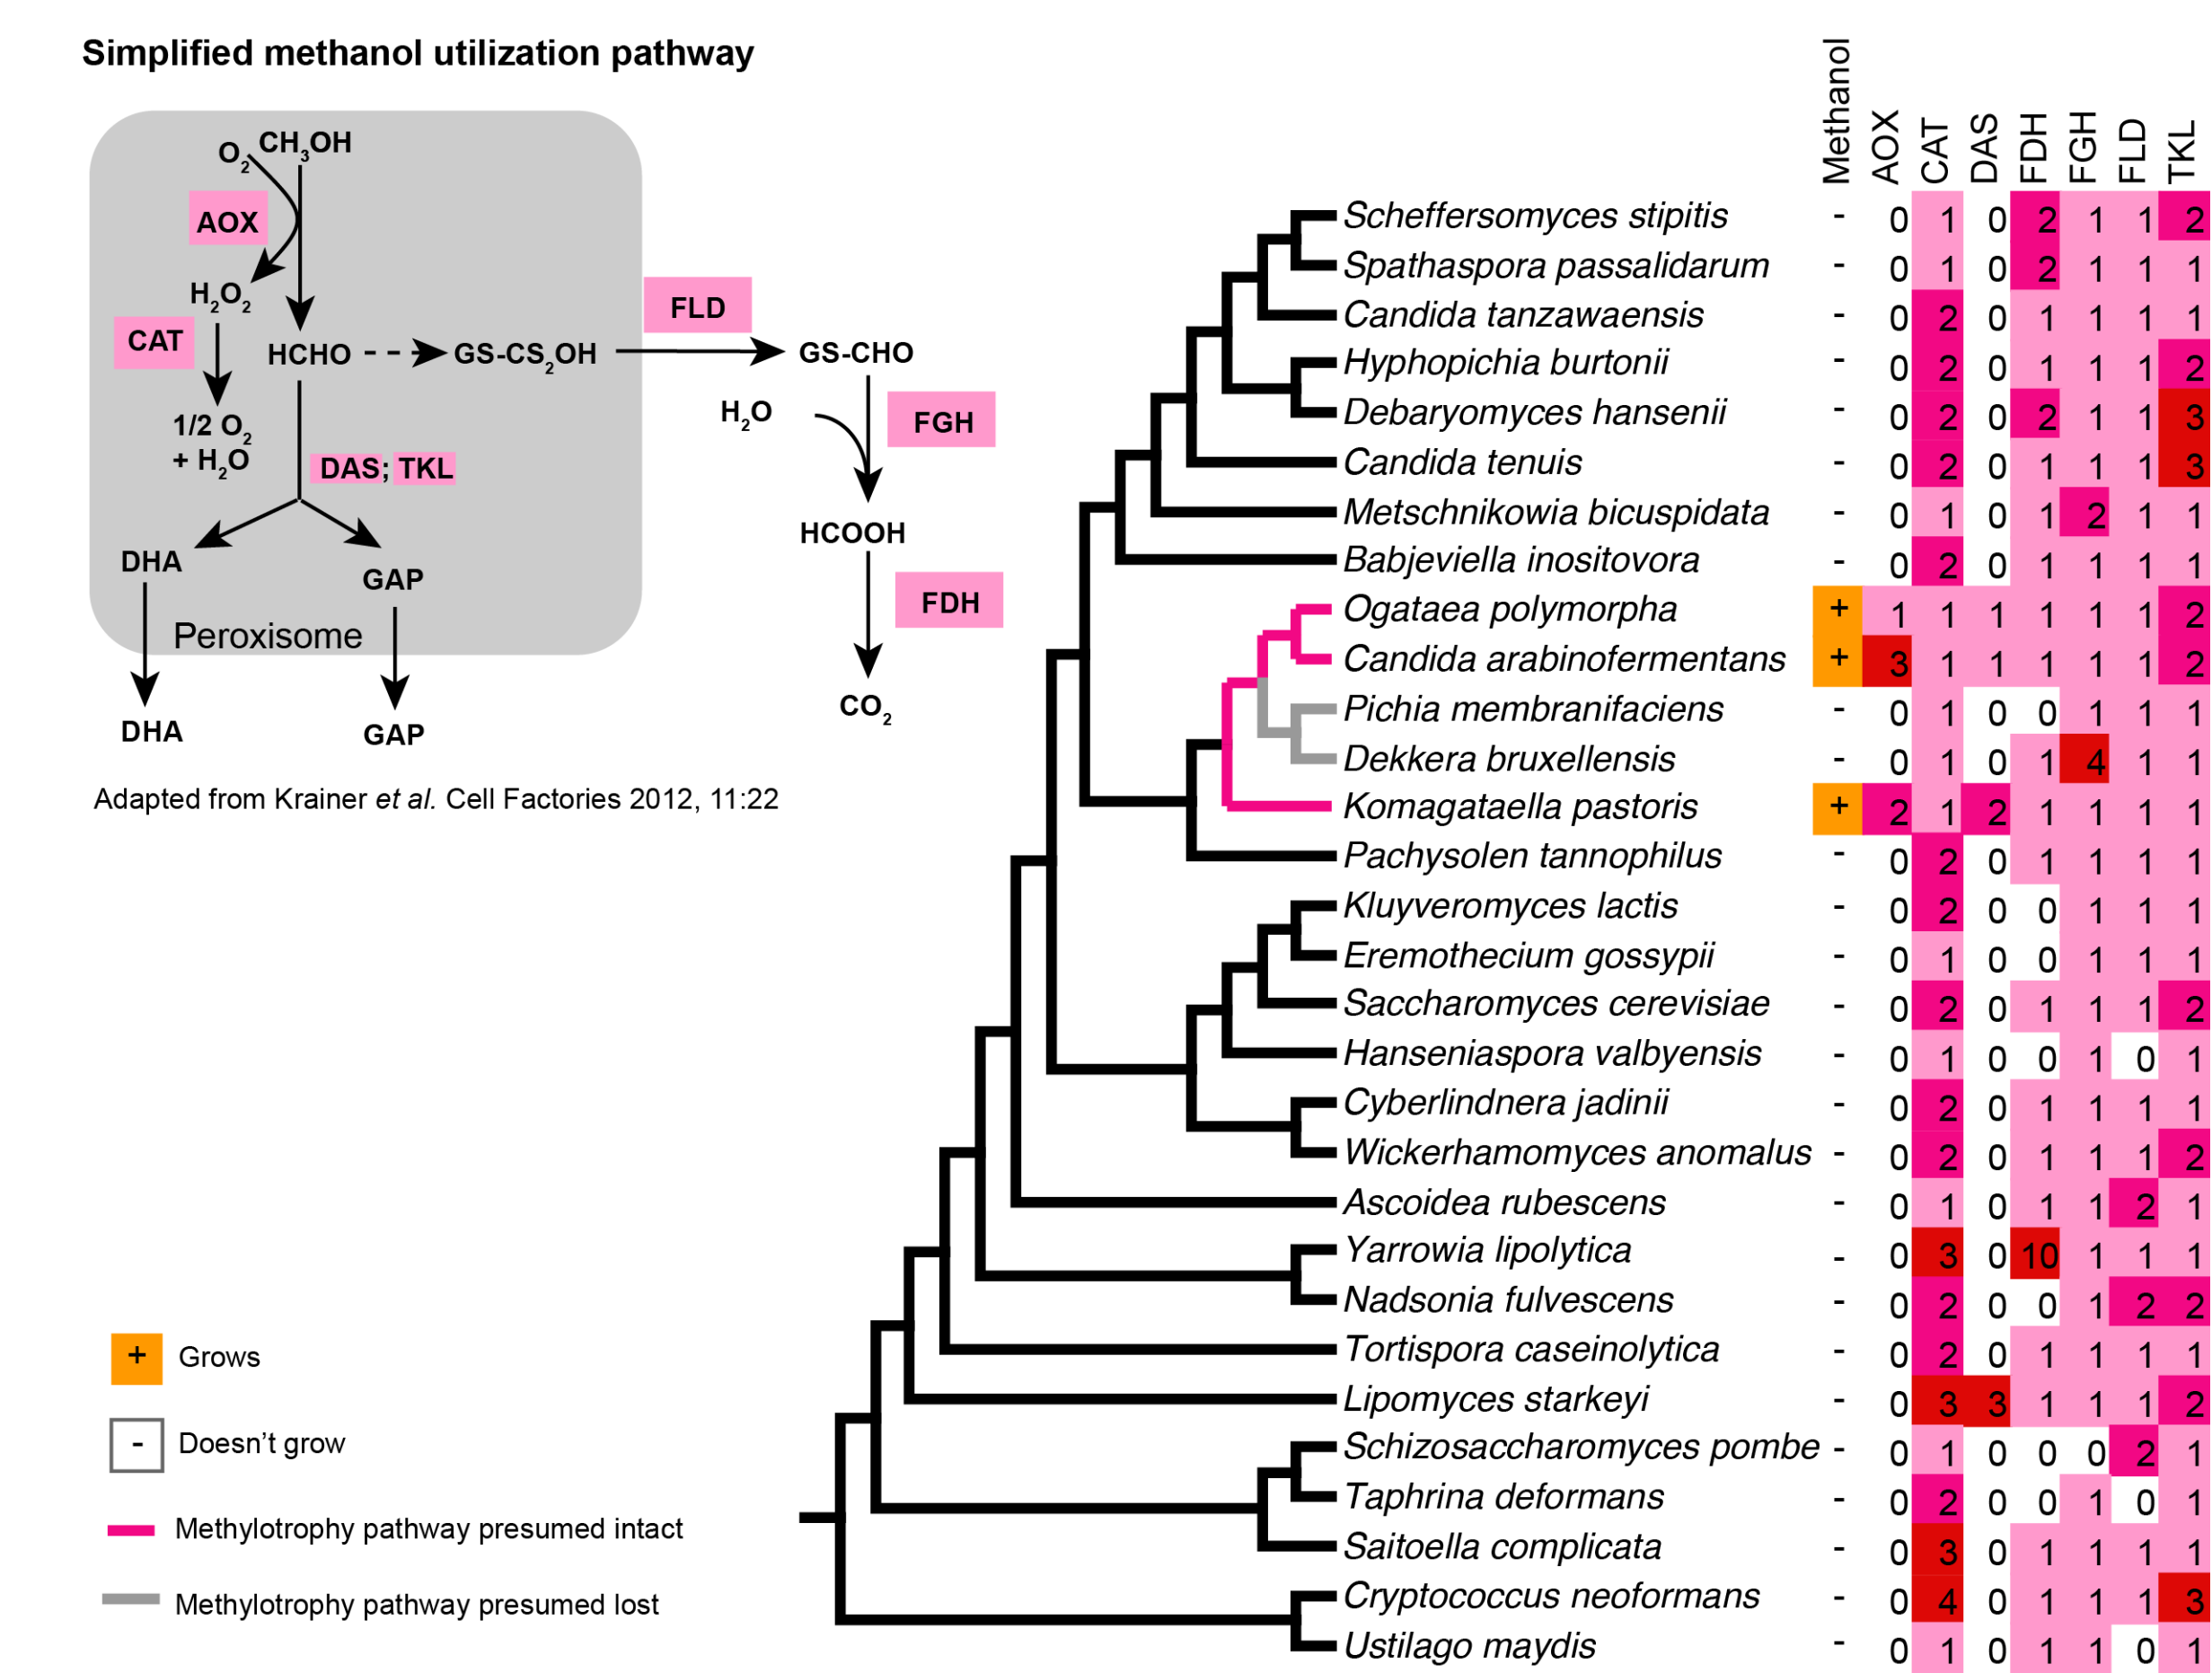 Simplified methanol utilization pathway
O2 CH3OH
AOX
H2O2
CAT
HCHO
GS-CS2OH
FLD
GS-CHO
H2O
FGH
1/2 O2
+ H2O
DAS; TKL
HCOOH
DHA
GAP
FDH
Peroxisome
CO2
DHA
GAP
Adapted from Krainer et al. Cell Factories 2012, 11:22
+ Grows
- Doesn't grow
Methylotrophy pathway presumed intact
Methylotrophy pathway presumed lost
Methanol AOX CAT DAS FDH FGH FLD TKL
Scheffersomyces stipitis - 0 1 0 2 1 1 2
Spathaspora passalidarum - 0 1 0 2 1 1 1
Candida tanzawaensis - 0 2 0 1 1 1 1
Hyphopichia burtonii - 0 2 0 1 1 1 2
Debaryomyces hansenii - 0 2 0 2 1 1 3
Candida tenuis - 0 2 0 1 1 1 3
Metschnikowia bicuspidata - 0 1 0 1 2 1 1
Babjeviella inositovora - 0 2 0 1 1 1 1
Ogataea polymorpha + 1 1 1 1 1 1 2
Candida arabinofermentans + 3 1 1 1 1 1 2
Pichia membranifaciens - 0 1 0 0 1 1 1
Dekkera bruxellensis - 0 1 0 1 4 1 1
Komagataella pastoris + 2 1 2 1 1 1 1
Pachysolen tannophilus - 0 2 0 1 1 1 1
Kluyveromyces lactis - 0 2 0 0 1 1 1
Eremothecium gossypii - 0 1 0 0 1 1 1
Saccharomyces cerevisiae - 0 2 0 1 1 1 2
Hanseniaspora valbyensis - 0 1 0 0 1 0 1
Cyberlindnera jadinii - 0 2 0 1 1 1 1
Wickerhamomyces anomalus - 0 2 0 1 1 1 2
Ascoidea rubescens - 0 1 0 1 1 2 1
Yarrowia lipolytica - 0 3 0 10 1 1 1
Nadsonia fulvescens - 0 2 0 0 1 2 2
Tortispora caseinolytica - 0 2 0 1 1 1 1
Lipomyces starkeyi - 0 3 3 1 1 1 2
Schizosaccharomyces pombe - 0 1 0 0 0 2 1
Taphrina deformans - 0 2 0 0 1 0 1
Saitoella complicata - 0 3 0 1 1 1 1
Cryptococcus neoformans - 0 4 0 1 1 1 3
Ustilago maydis - 0 1 0 1 1 0 1